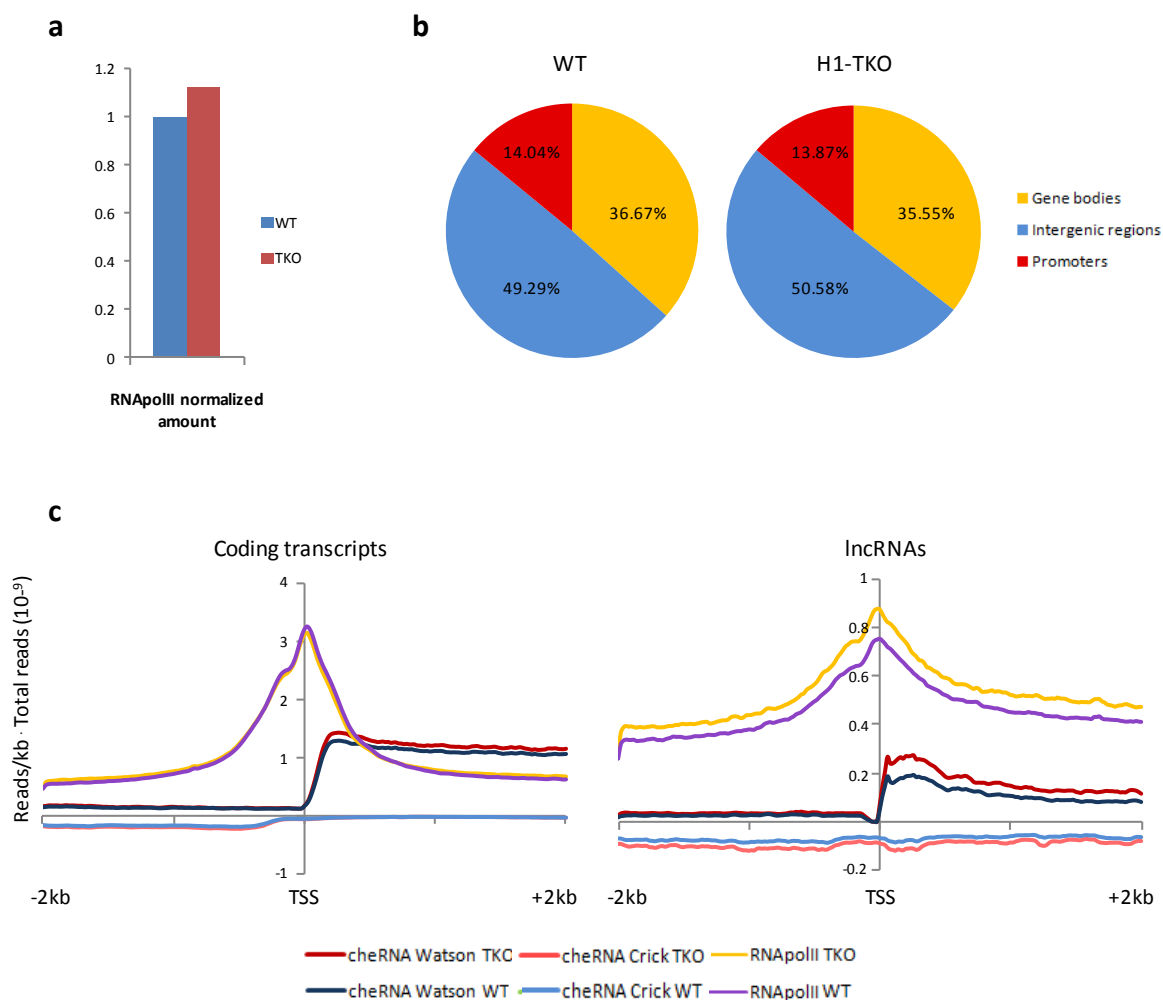 a
1.2
1
0.8
0.6
0.4
0.2
0
WT
TKO
RNApolII normalized
amount
b
WT
H1-TKO
14.04%
36.67%
49.29%
13.87%
35.55%
50.58%
Gene bodies
Intergenic regions
Promoters
c
Coding transcripts
Reads/kb · Total reads (10⁻⁹)
4
3
2
1
-1
-2kb
TSS
+2kb
lncRNAs
1
0.8
0.6
0.4
0.2
-0.2
-2kb
TSS
+2kb
cheRNA Watson TKO
cheRNA Crick TKO
RNApolII TKO
cheRNA Watson WT
cheRNA Crick WT
RNApolII WT